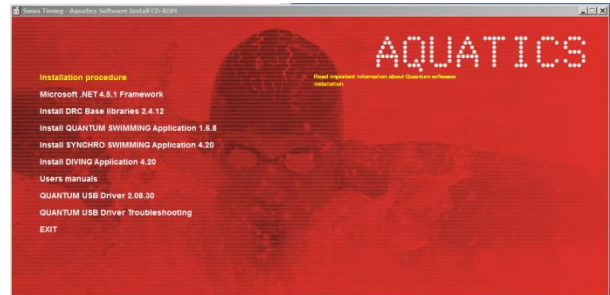 Swiss Timing - Aquatics Software Install CD-ROM
AQUATICS
Installation procedure
Read important information about Quantum software
installation
Microsoft .NET 4.5.1 Framework
Install DRC Base libraries 2.4.12
Install QUANTUM SWIMMING Application 1.6.8
Install SYNCHRO SWIMMING Application 4.20
Install DIVING Application 4.20
Users manuals
QUANTUM USB Driver 2.08.30
QUANTUM USB Driver Troubleshooting
EXIT